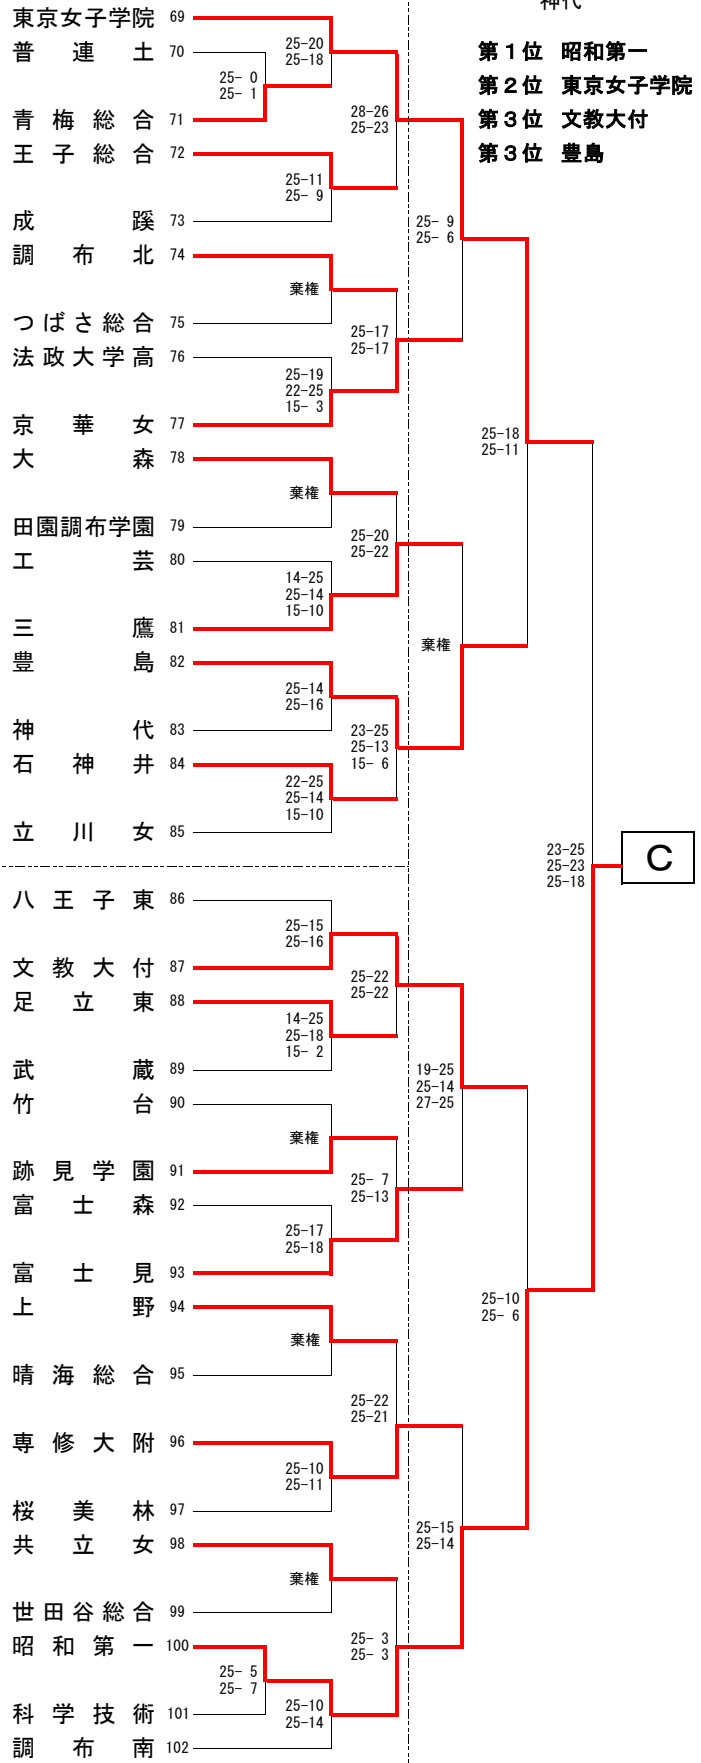 神代
第1位 昭和第一
第2位 東京女子学院
第3位 文教大付
第3位 豊島
東京女子学院 69
普連土 70
青梅総合 71
王子総合 72
成蹊 73
調布北 74
つばさ総合 75
法政大学高 76
京華女 77
大森 78
田園調布学園 79
工芸 80
三鷹 81
豊島 82
神代 83
石神井 84
立川女 85
八王子東 86
文教大付 87
足立東 88
武蔵 89
竹台 90
跡見学園 91
富士森 92
富士見 93
上野 94
晴海総合 95
専修大附 96
桜美林 97
共立女 98
世田谷総合 99
昭和第一 100
科学技術 101
調布南 102
25- 0
25- 1
25- 5
25- 7
25-20
25-18
25-11
25- 9
棄権
25-19
22-25
15- 3
棄権
14-25
25-14
15-10
25-14
25-16
22-25
25-14
15-10
25-15
25-16
14-25
25-18
15- 2
棄権
25-17
25-18
棄権
25-10
25-11
棄権
25-10
25-14
28-26
25-23
25-17
25-17
25-20
25-22
23-25
25-13
15- 6
25-22
25-22
25- 7
25-13
25-22
25-21
25- 3
25- 3
25- 9
25- 6
棄権
19-25
25-14
27-25
25-15
25-14
25-18
25-11
25-10
25- 6
23-25
25-23
25-18
C